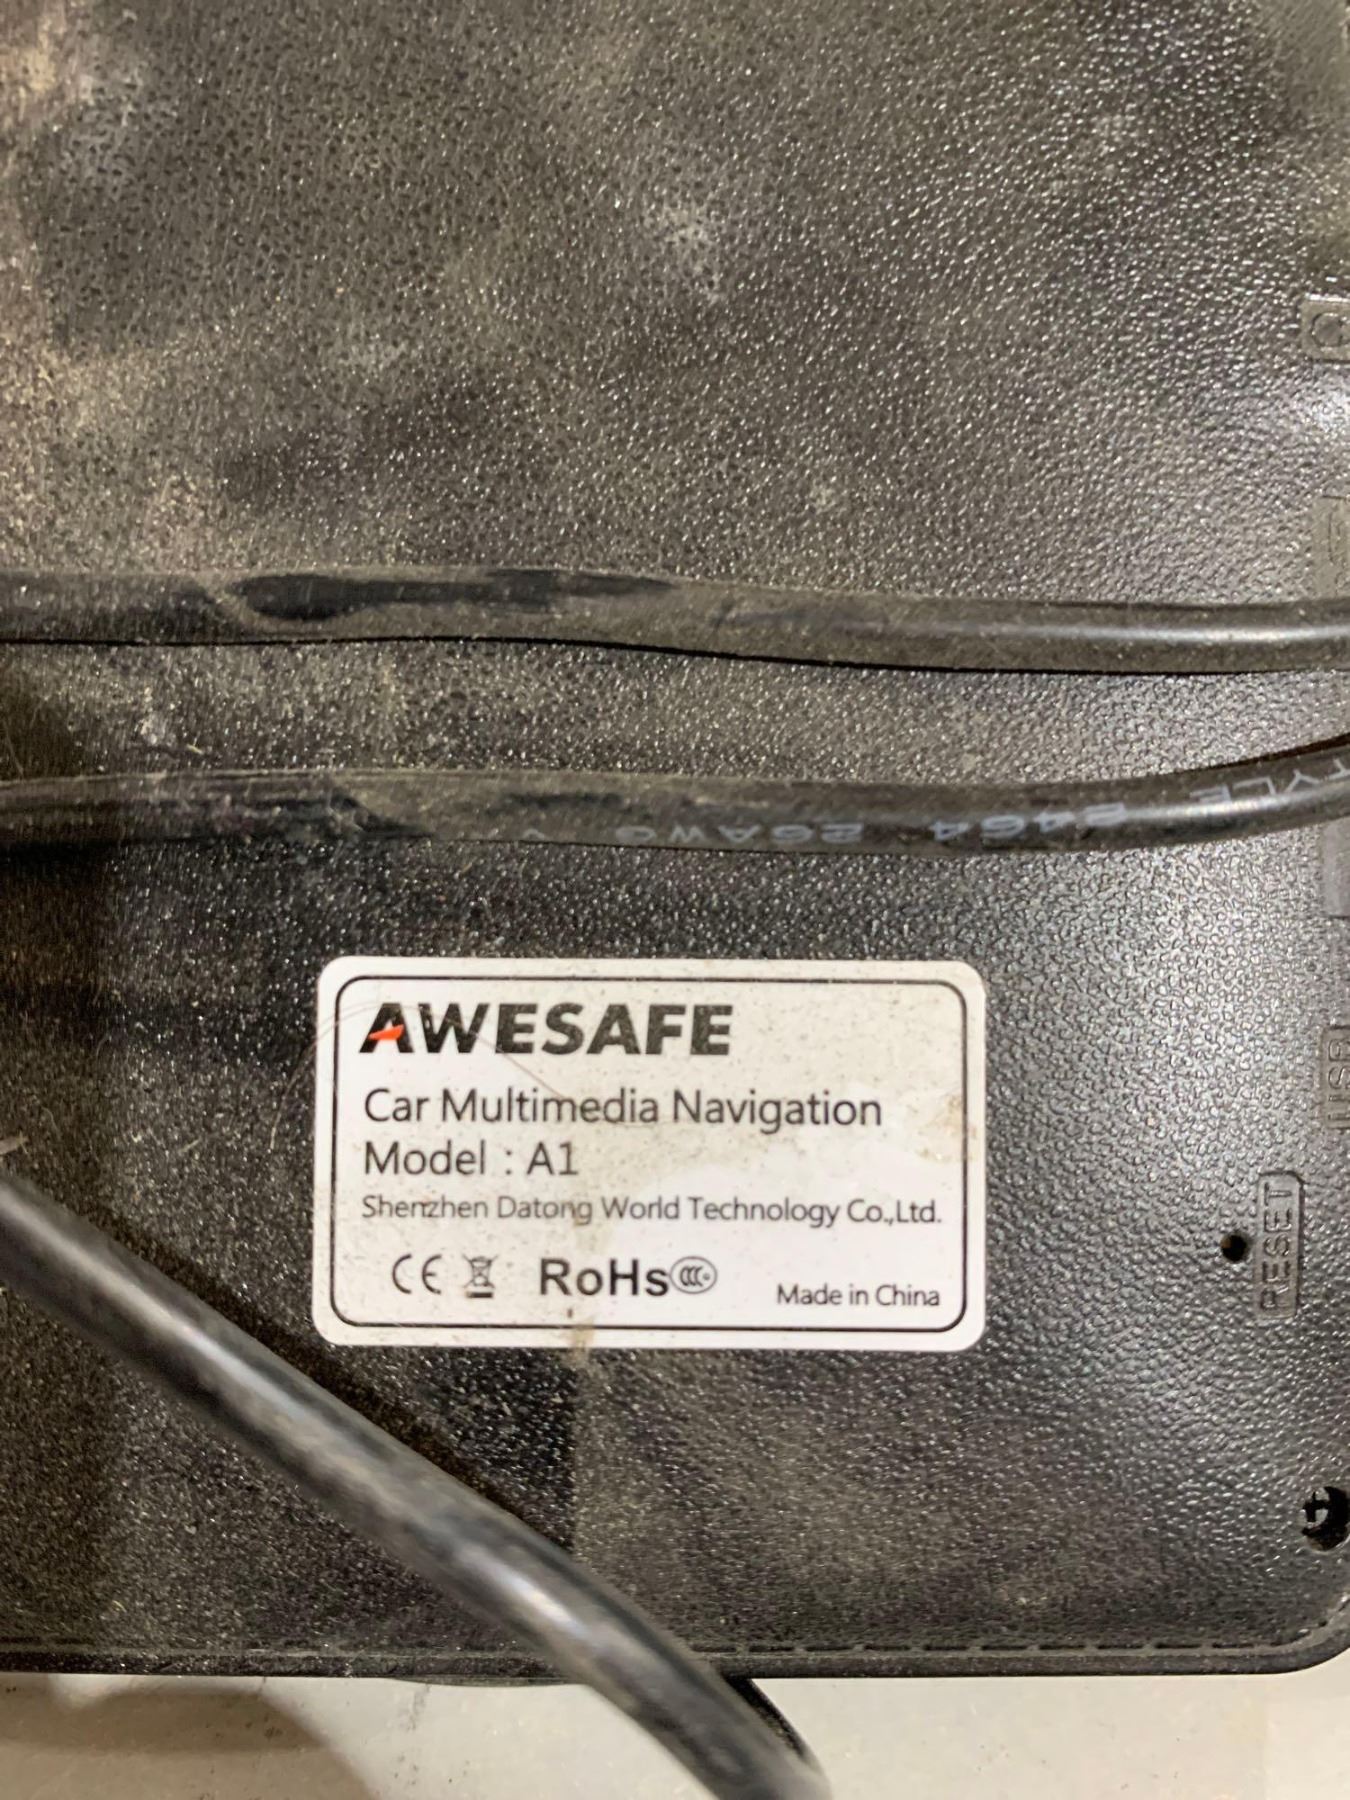 STYLE 2464 26AWG V
AWESAFE
Car Multimedia Navigation
Model : A1
Shenzhen Datong World Technology Co.,Ltd.
CE RoHs CCC
Made in China
USB
RESET